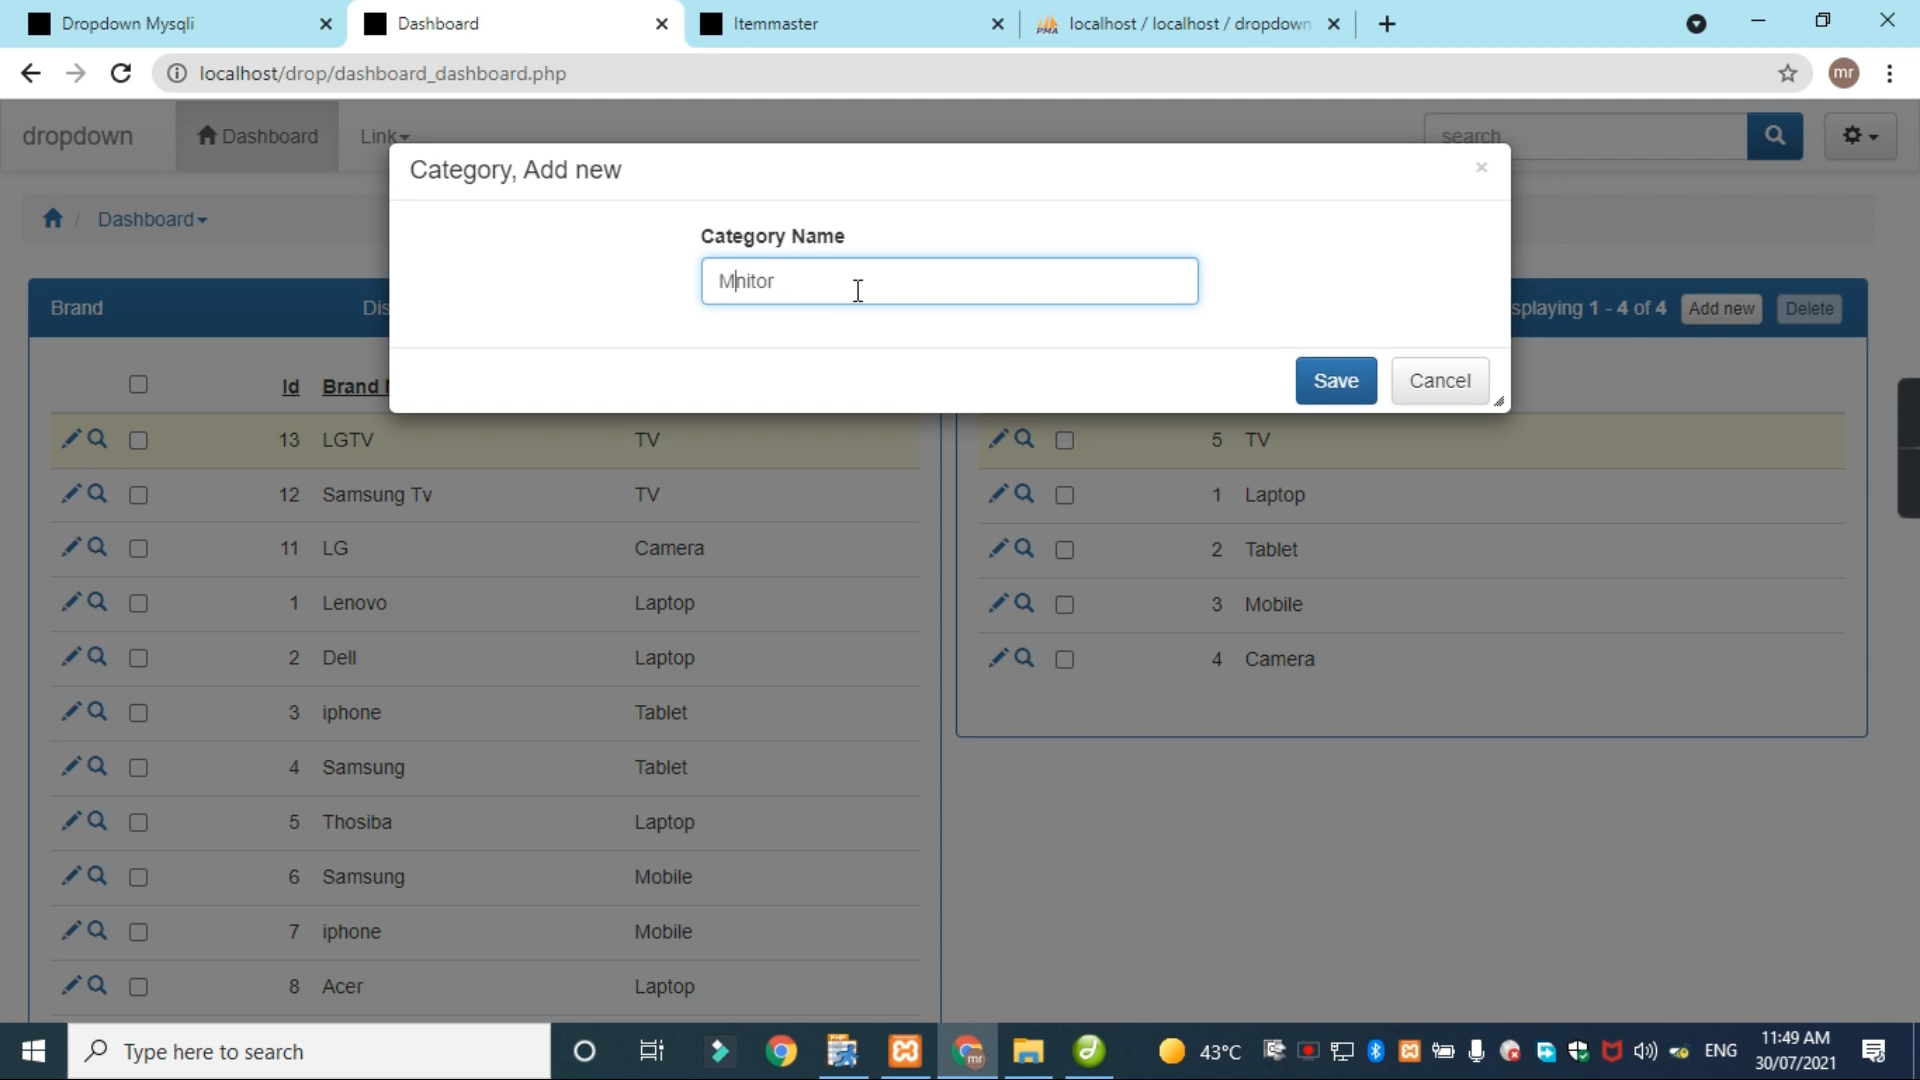 Dropdown Mysqli
Dashboard
Itemmaster
localhost / localhost / dropdown
localhost/drop/dashboard_dashboard.php
mr
dropdown
Dashboard
Link
search
Category, Add new
Category Name
Mnitor
Save
Cancel
Dashboard
Brand
splaying 1 - 4 of 4
Add new
Delete
Id
Brand
13 LGTV TV
12 Samsung Tv TV
11 LG Camera
1 Lenovo Laptop
2 Dell Laptop
3 iphone Tablet
4 Samsung Tablet
5 Thosiba Laptop
6 Samsung Mobile
7 iphone Mobile
8 Acer Laptop
5 TV
1 Laptop
2 Tablet
3 Mobile
4 Camera
Type here to search
43°C
ENG
11:49 AM
30/07/2021